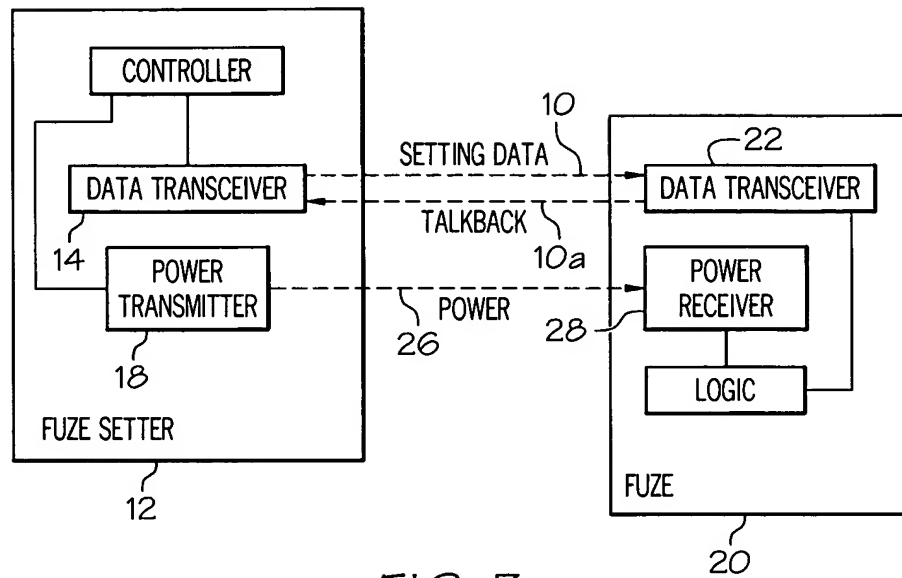 CONTROLLER
10
22
SETTING DATA
DATA TRANSCEIVER
DATA TRANSCEIVER
TALKBACK
14
10a
POWER
TRANSMITTER
POWER
RECEIVER
POWER
26
28
18
LOGIC
FUZE SETTER
FUZE
12
20